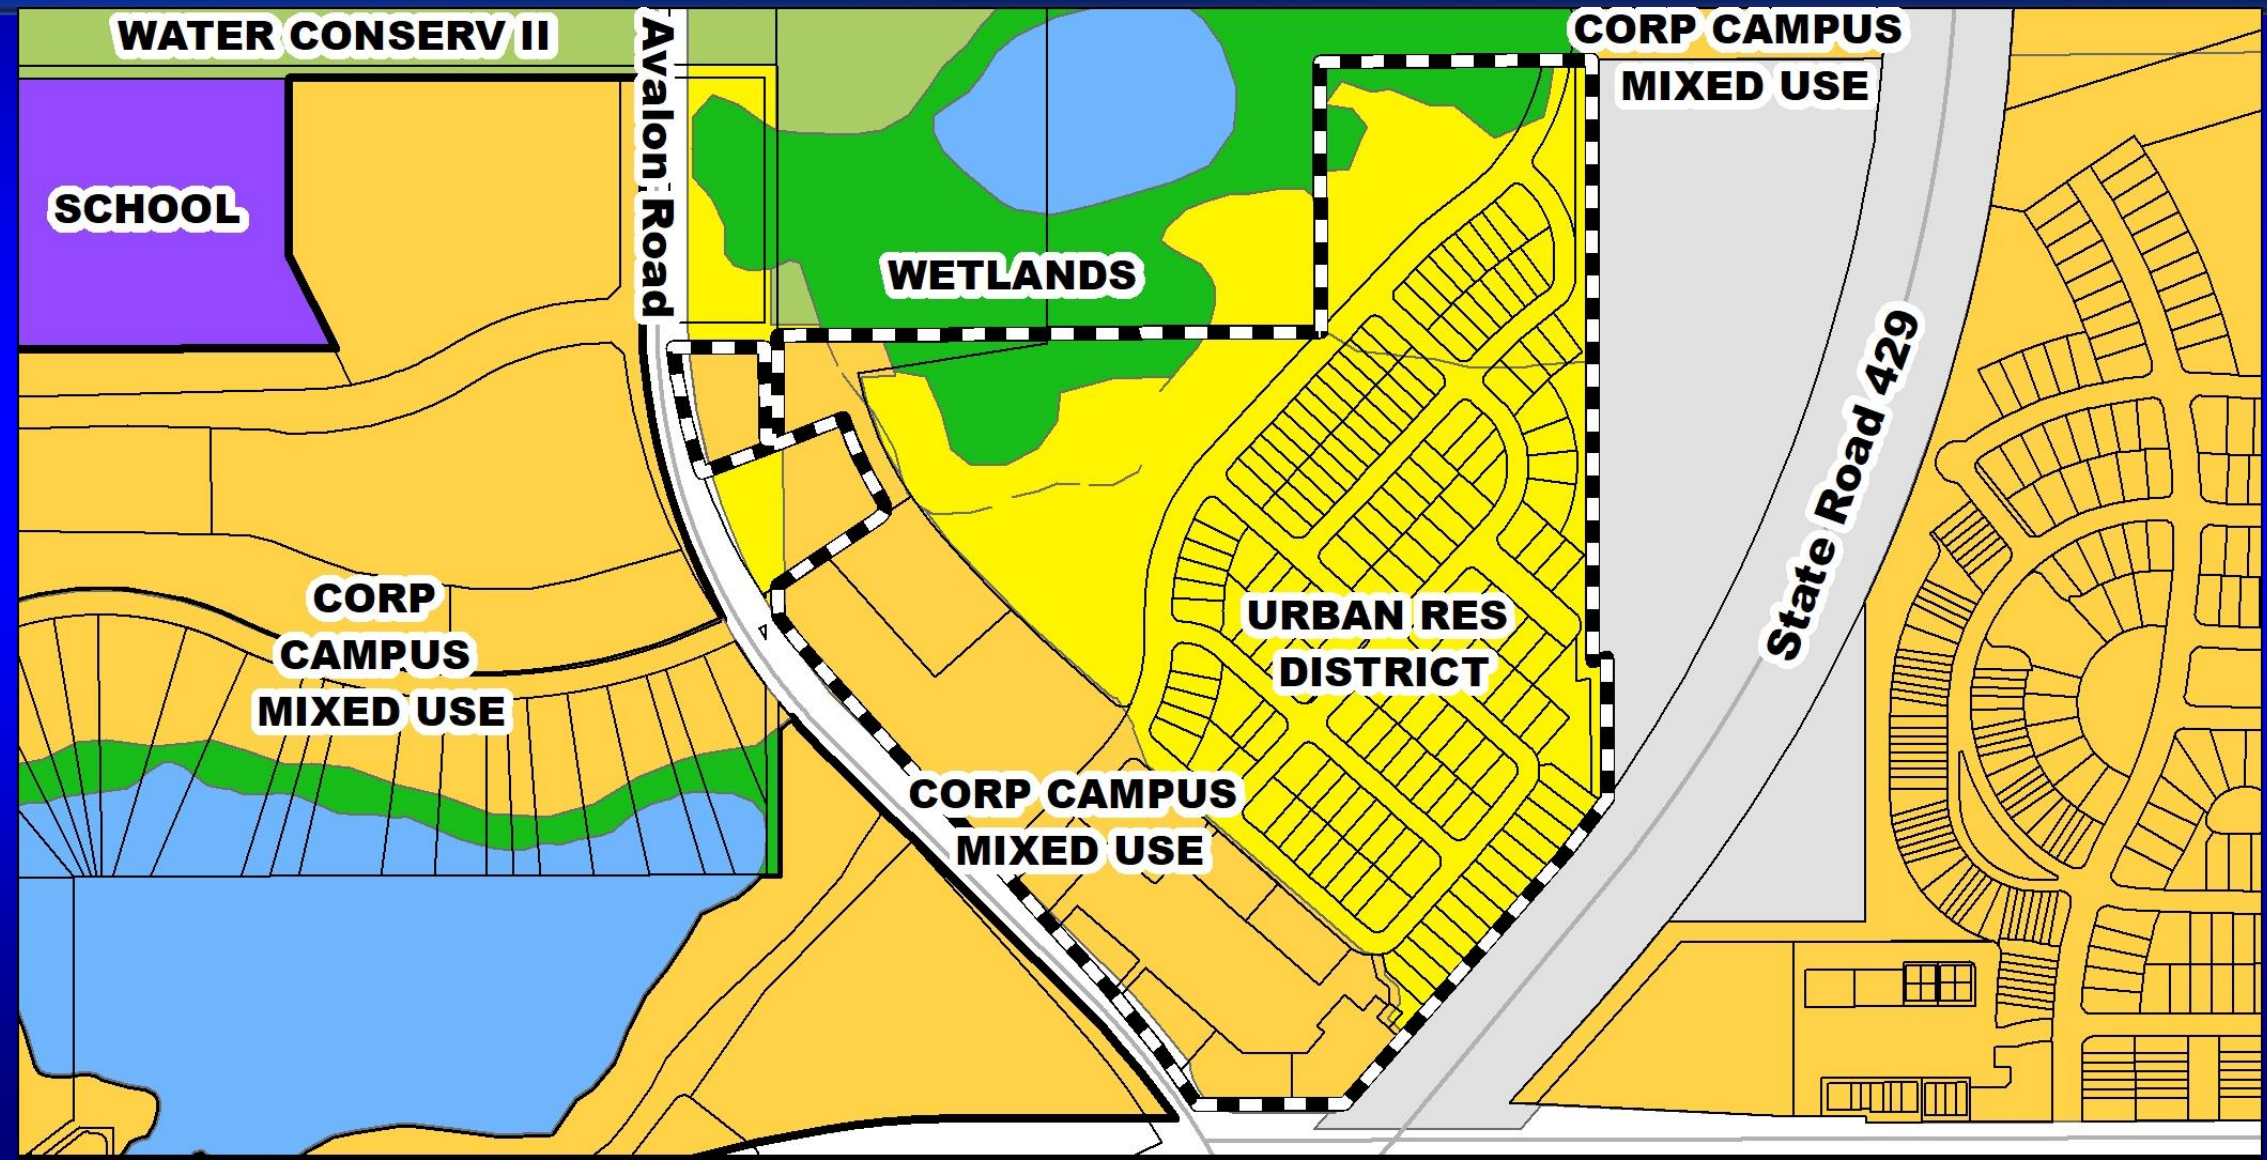 WATER CONSERV II
Avalon Road
CORP CAMPUS
MIXED USE
SCHOOL
WETLANDS
State Road 429
CORP
CAMPUS
MIXED USE
URBAN RES
DISTRICT
CORP CAMPUS
MIXED USE